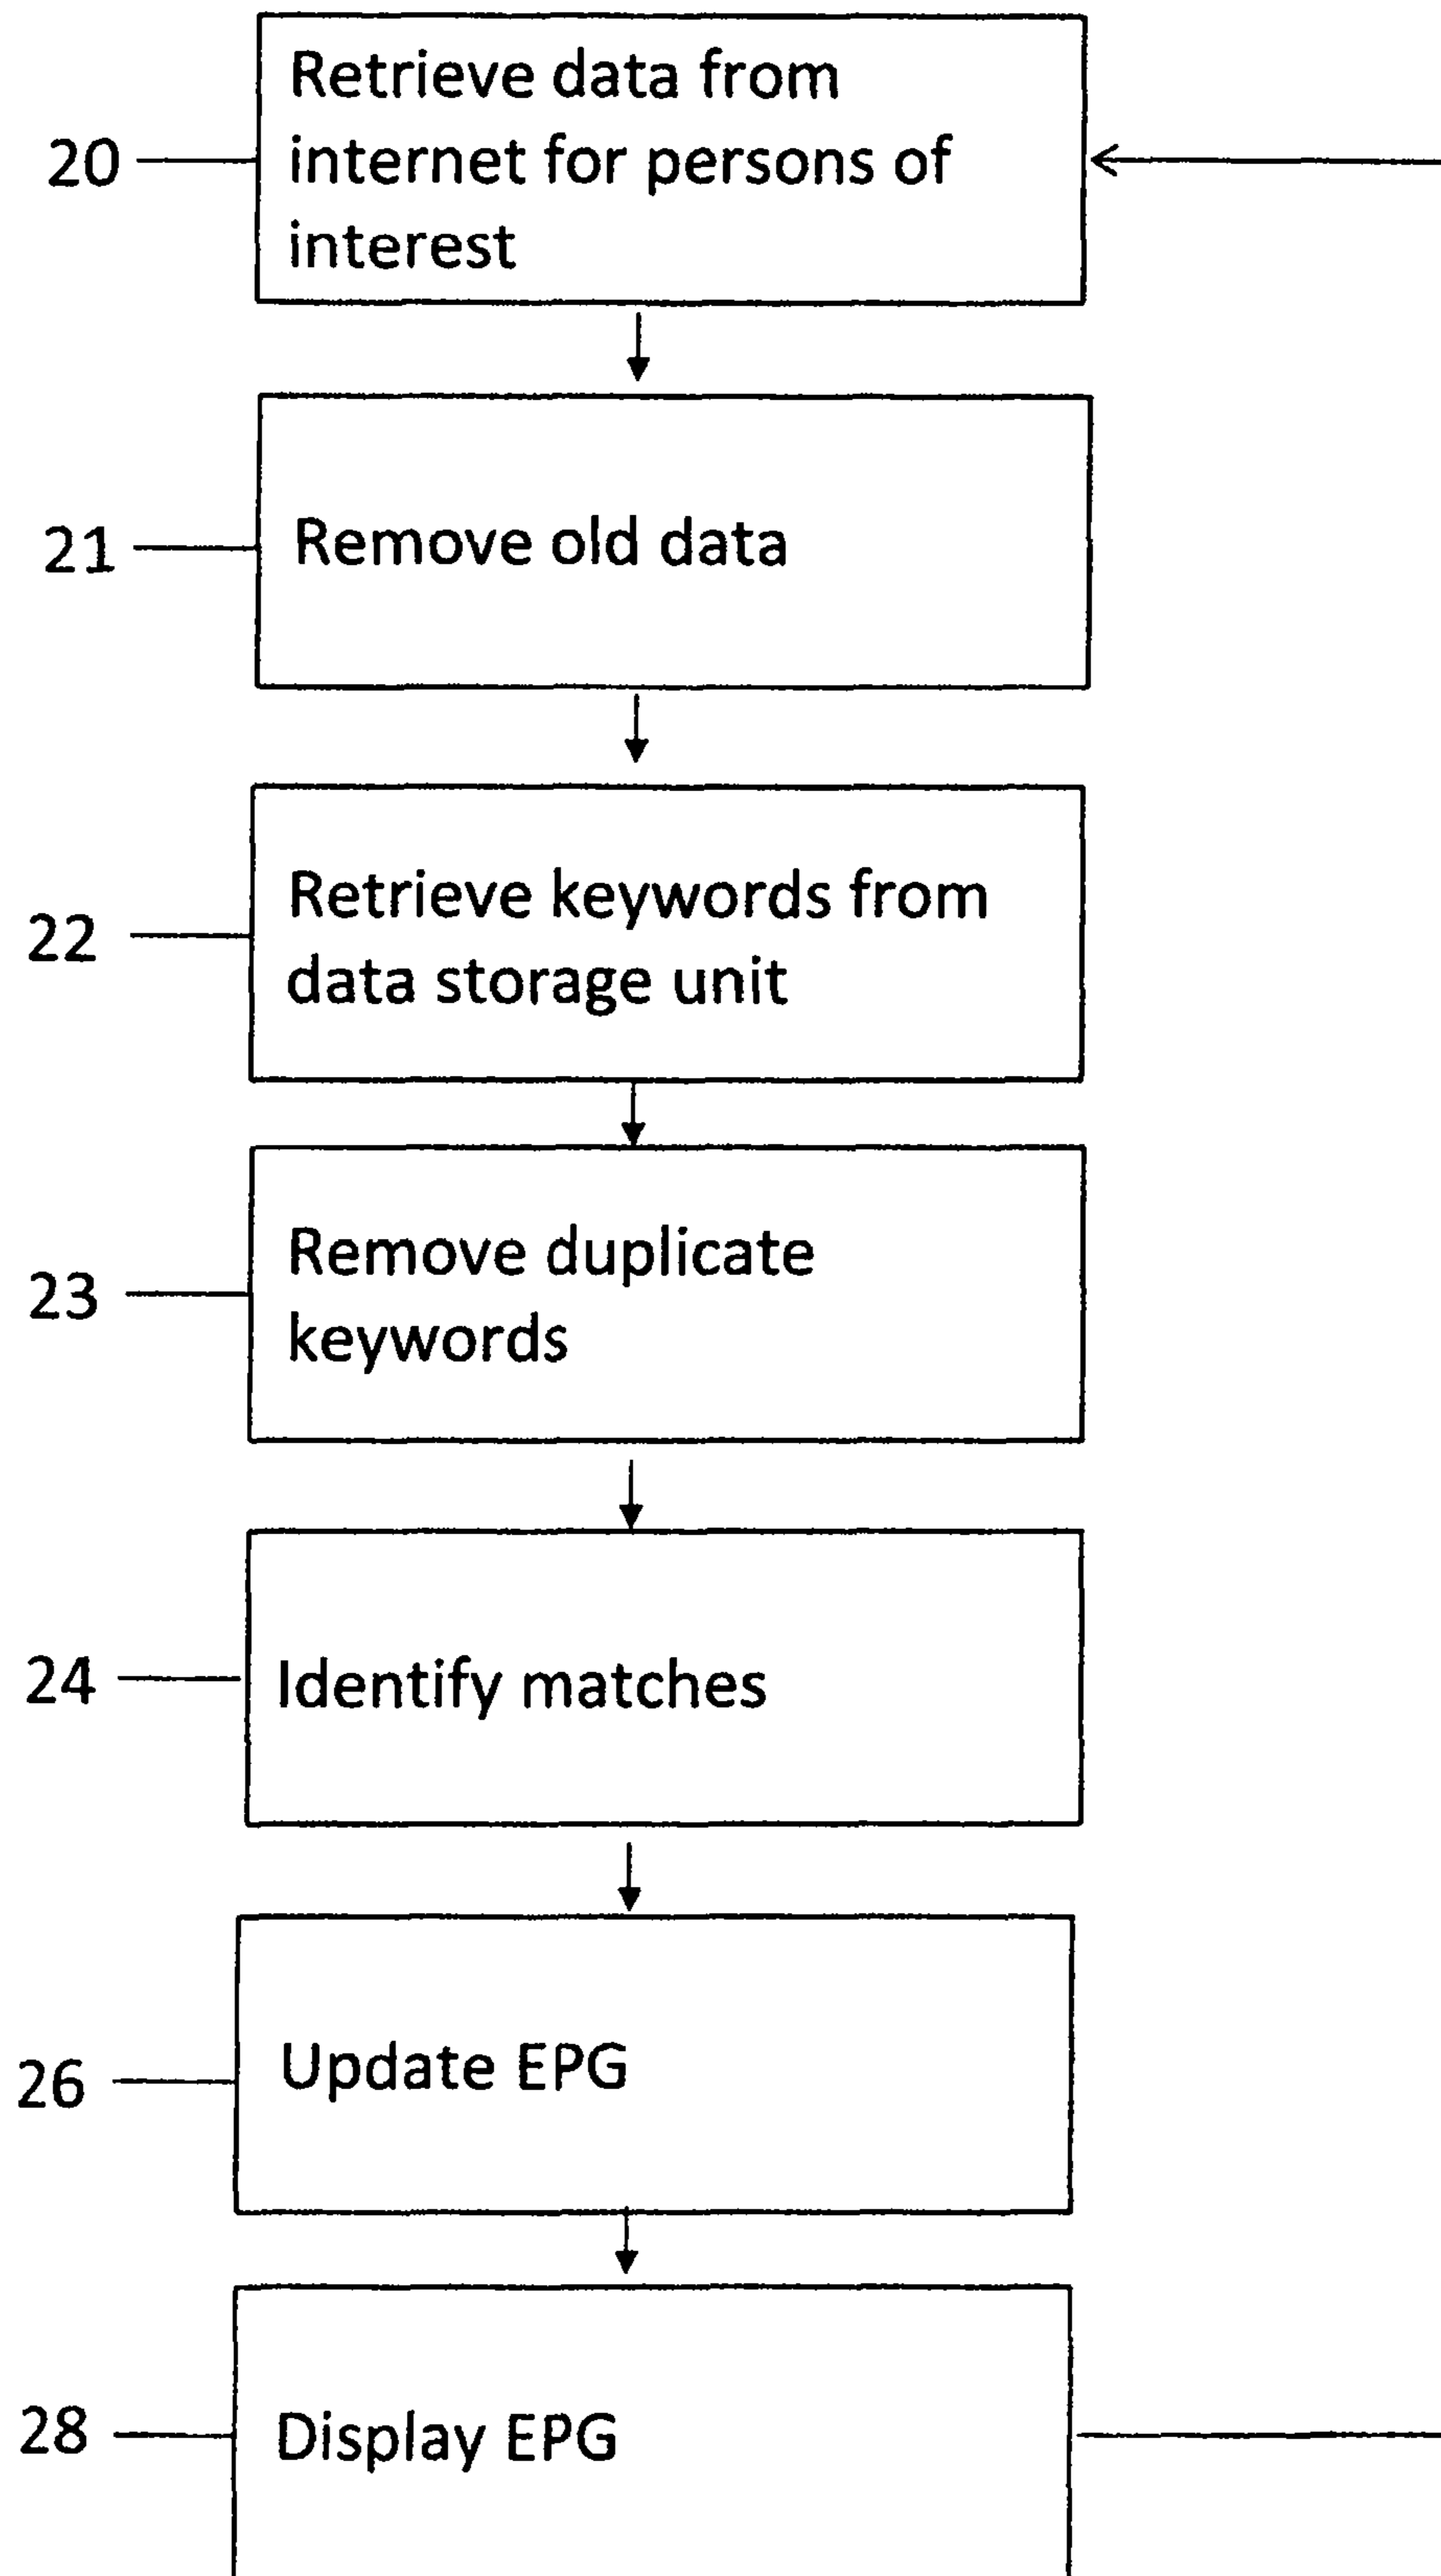 20
Retrieve data from
internet for persons of
interest
21
Remove old data
22
Retrieve keywords from
data storage unit
23
Remove duplicate
keywords
24
Identify matches
26
Update EPG
28
Display EPG